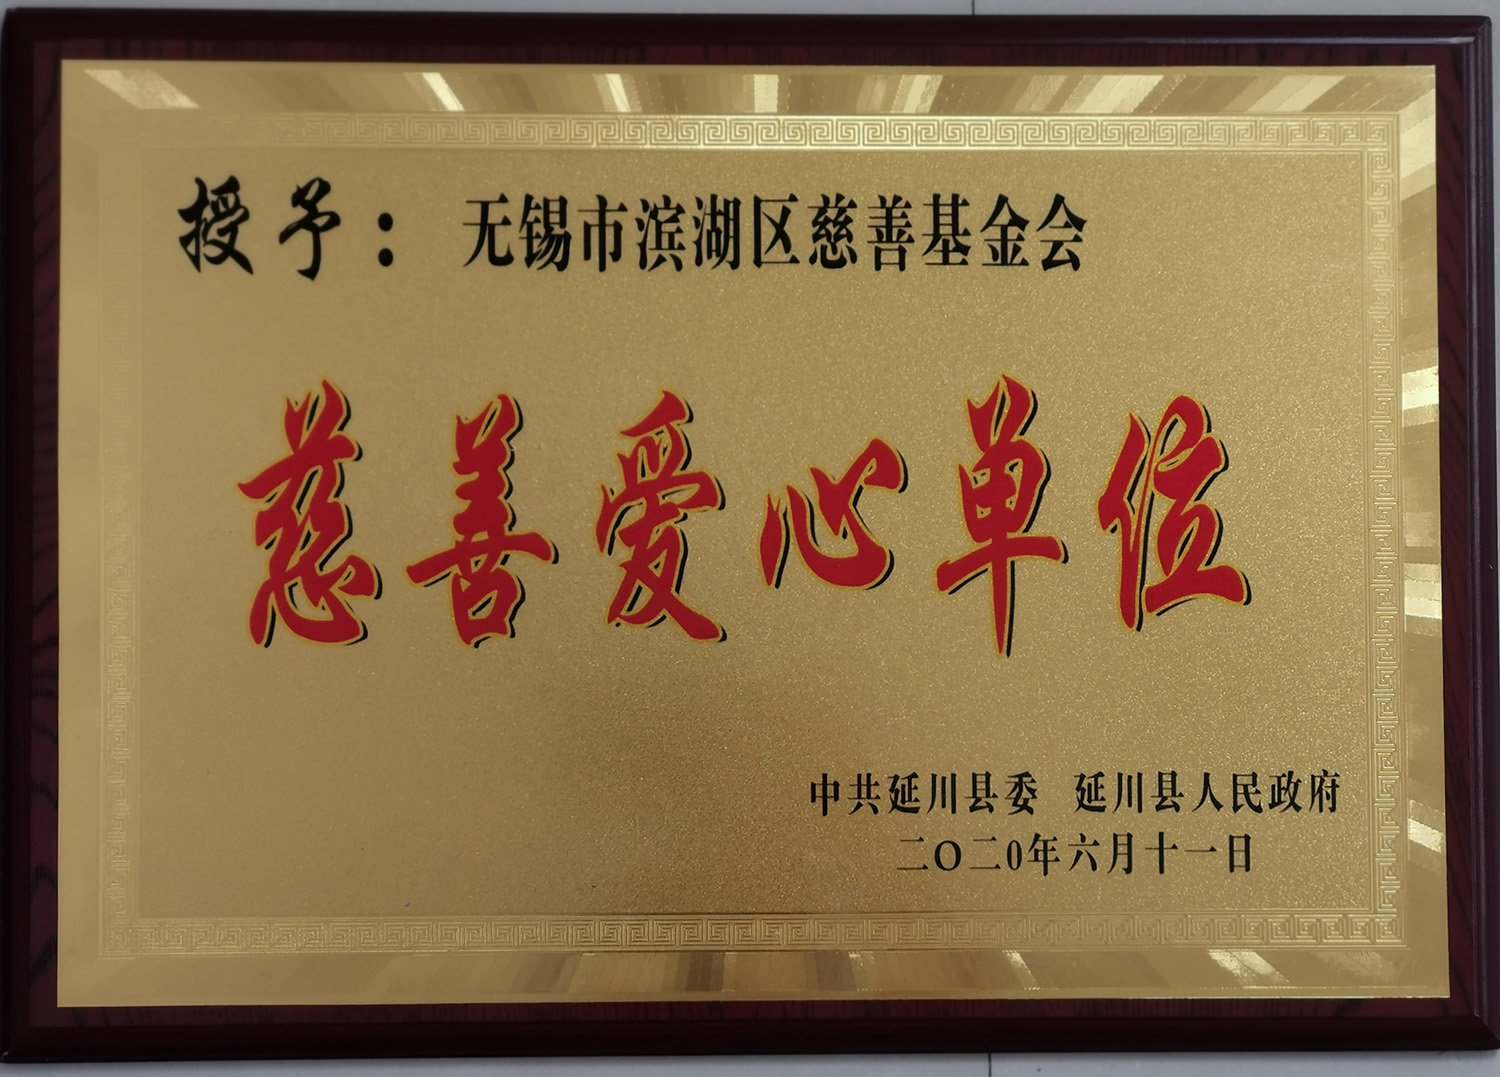 授予：无锡市滨湖区慈善基金会
慈善爱心单位
中共延川县委 延川县人民政府
二〇二0年六月十一日